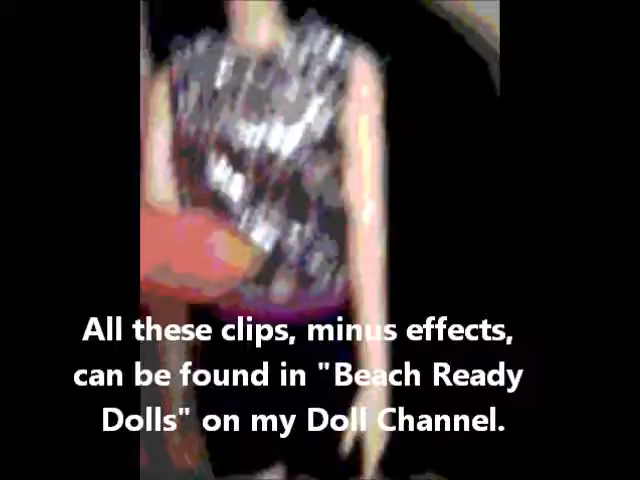 All these clips, minus effects,
can be found in "Beach Ready
Dolls" on my Doll Channel.